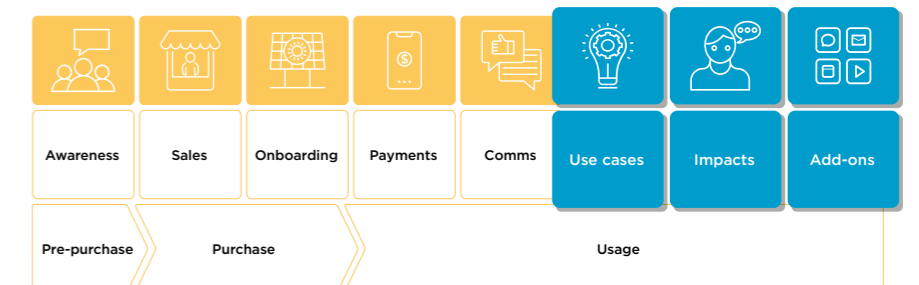 $
Awareness
Sales
Onboarding
Payments
Comms
Use cases
Impacts
Add-ons
Pre-purchase
Purchase
Usage